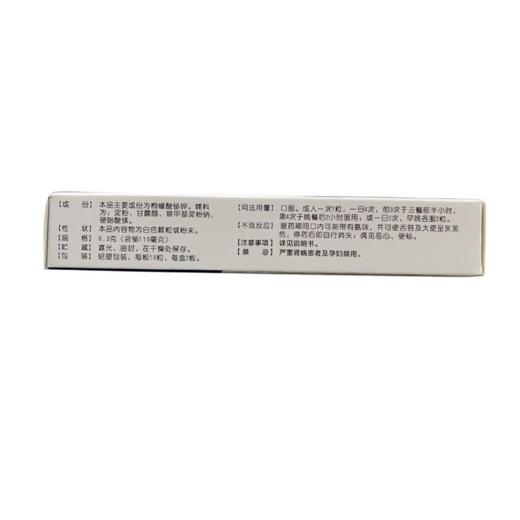 【成　份】 本品主要成份为枸橼酸铋钾。辅料
为：淀粉、甘露醇、羧甲基淀粉钠、
硬脂酸镁。
【性　状】 本品内容物为白色颗粒或粉末。
【规　格】 0.3克（含铋110毫克）
【贮　藏】 遮光，密封，在干燥处保存。
【包　装】 铝塑包装，每板10粒，每盒2板。
【用法用量】 口服。成人一次1粒，一日4次，前3次于三餐前半小时，
第4次于晚餐后2小时服用；或一日2次，早晚各服2粒。
【不良反应】 服药期间口内可能带有氨味，并可使舌苔及大便呈灰黑
色，停药后即自行消失；偶见恶心、便秘。
【注意事项】 详见说明书。
【禁　忌】 严重肾病患者及孕妇禁用。